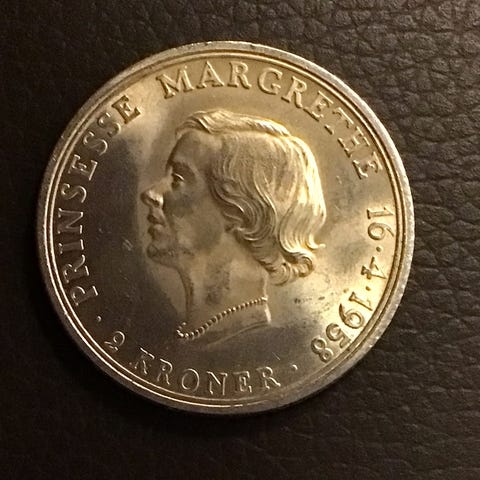 PRINSESSE MARGRETHE 16·4·1958
· 2 KRONER ·